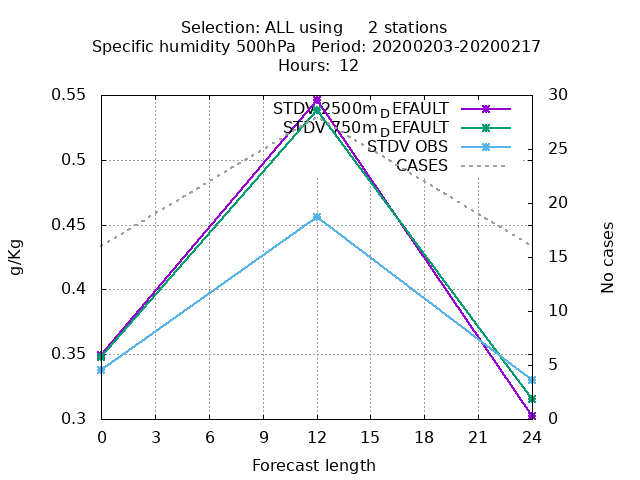 Selection: ALL using 2 stations
Specific humidity 500hPa Period: 20200203-20200217
Hours: 12
STDV 2500m_DEFAULT
STDV 750m_DEFAULT
STDV OBS
CASES
0.55
0.5
0.45
0.4
0.35
0.3
30
25
20
15
10
5
0
g/Kg
No cases
0 3 6 9 12 15 18 21 24
Forecast length